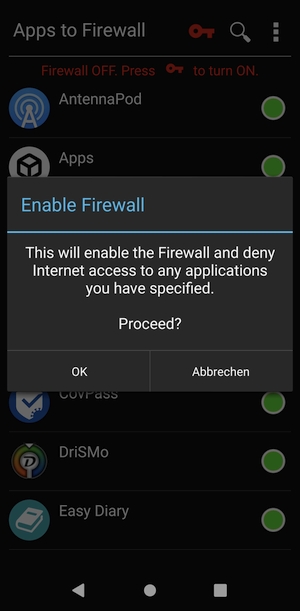 Apps to Firewall
Firewall OFF. Press to turn ON.
AntennaPod
Apps
Enable Firewall
This will enable the Firewall and deny
Internet access to any applications
you have specified.
Proceed?
OK
Abbrechen
CovPass
DriSMo
Easy Diary